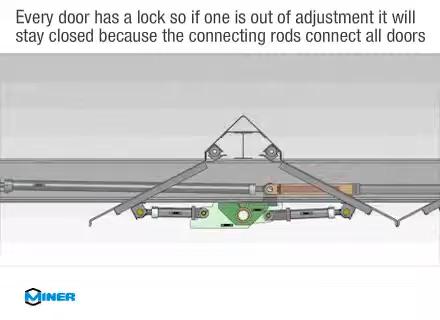 Every door has a lock so if one is out of adjustment it will
stay closed because the connecting rods connect all doors
MINER